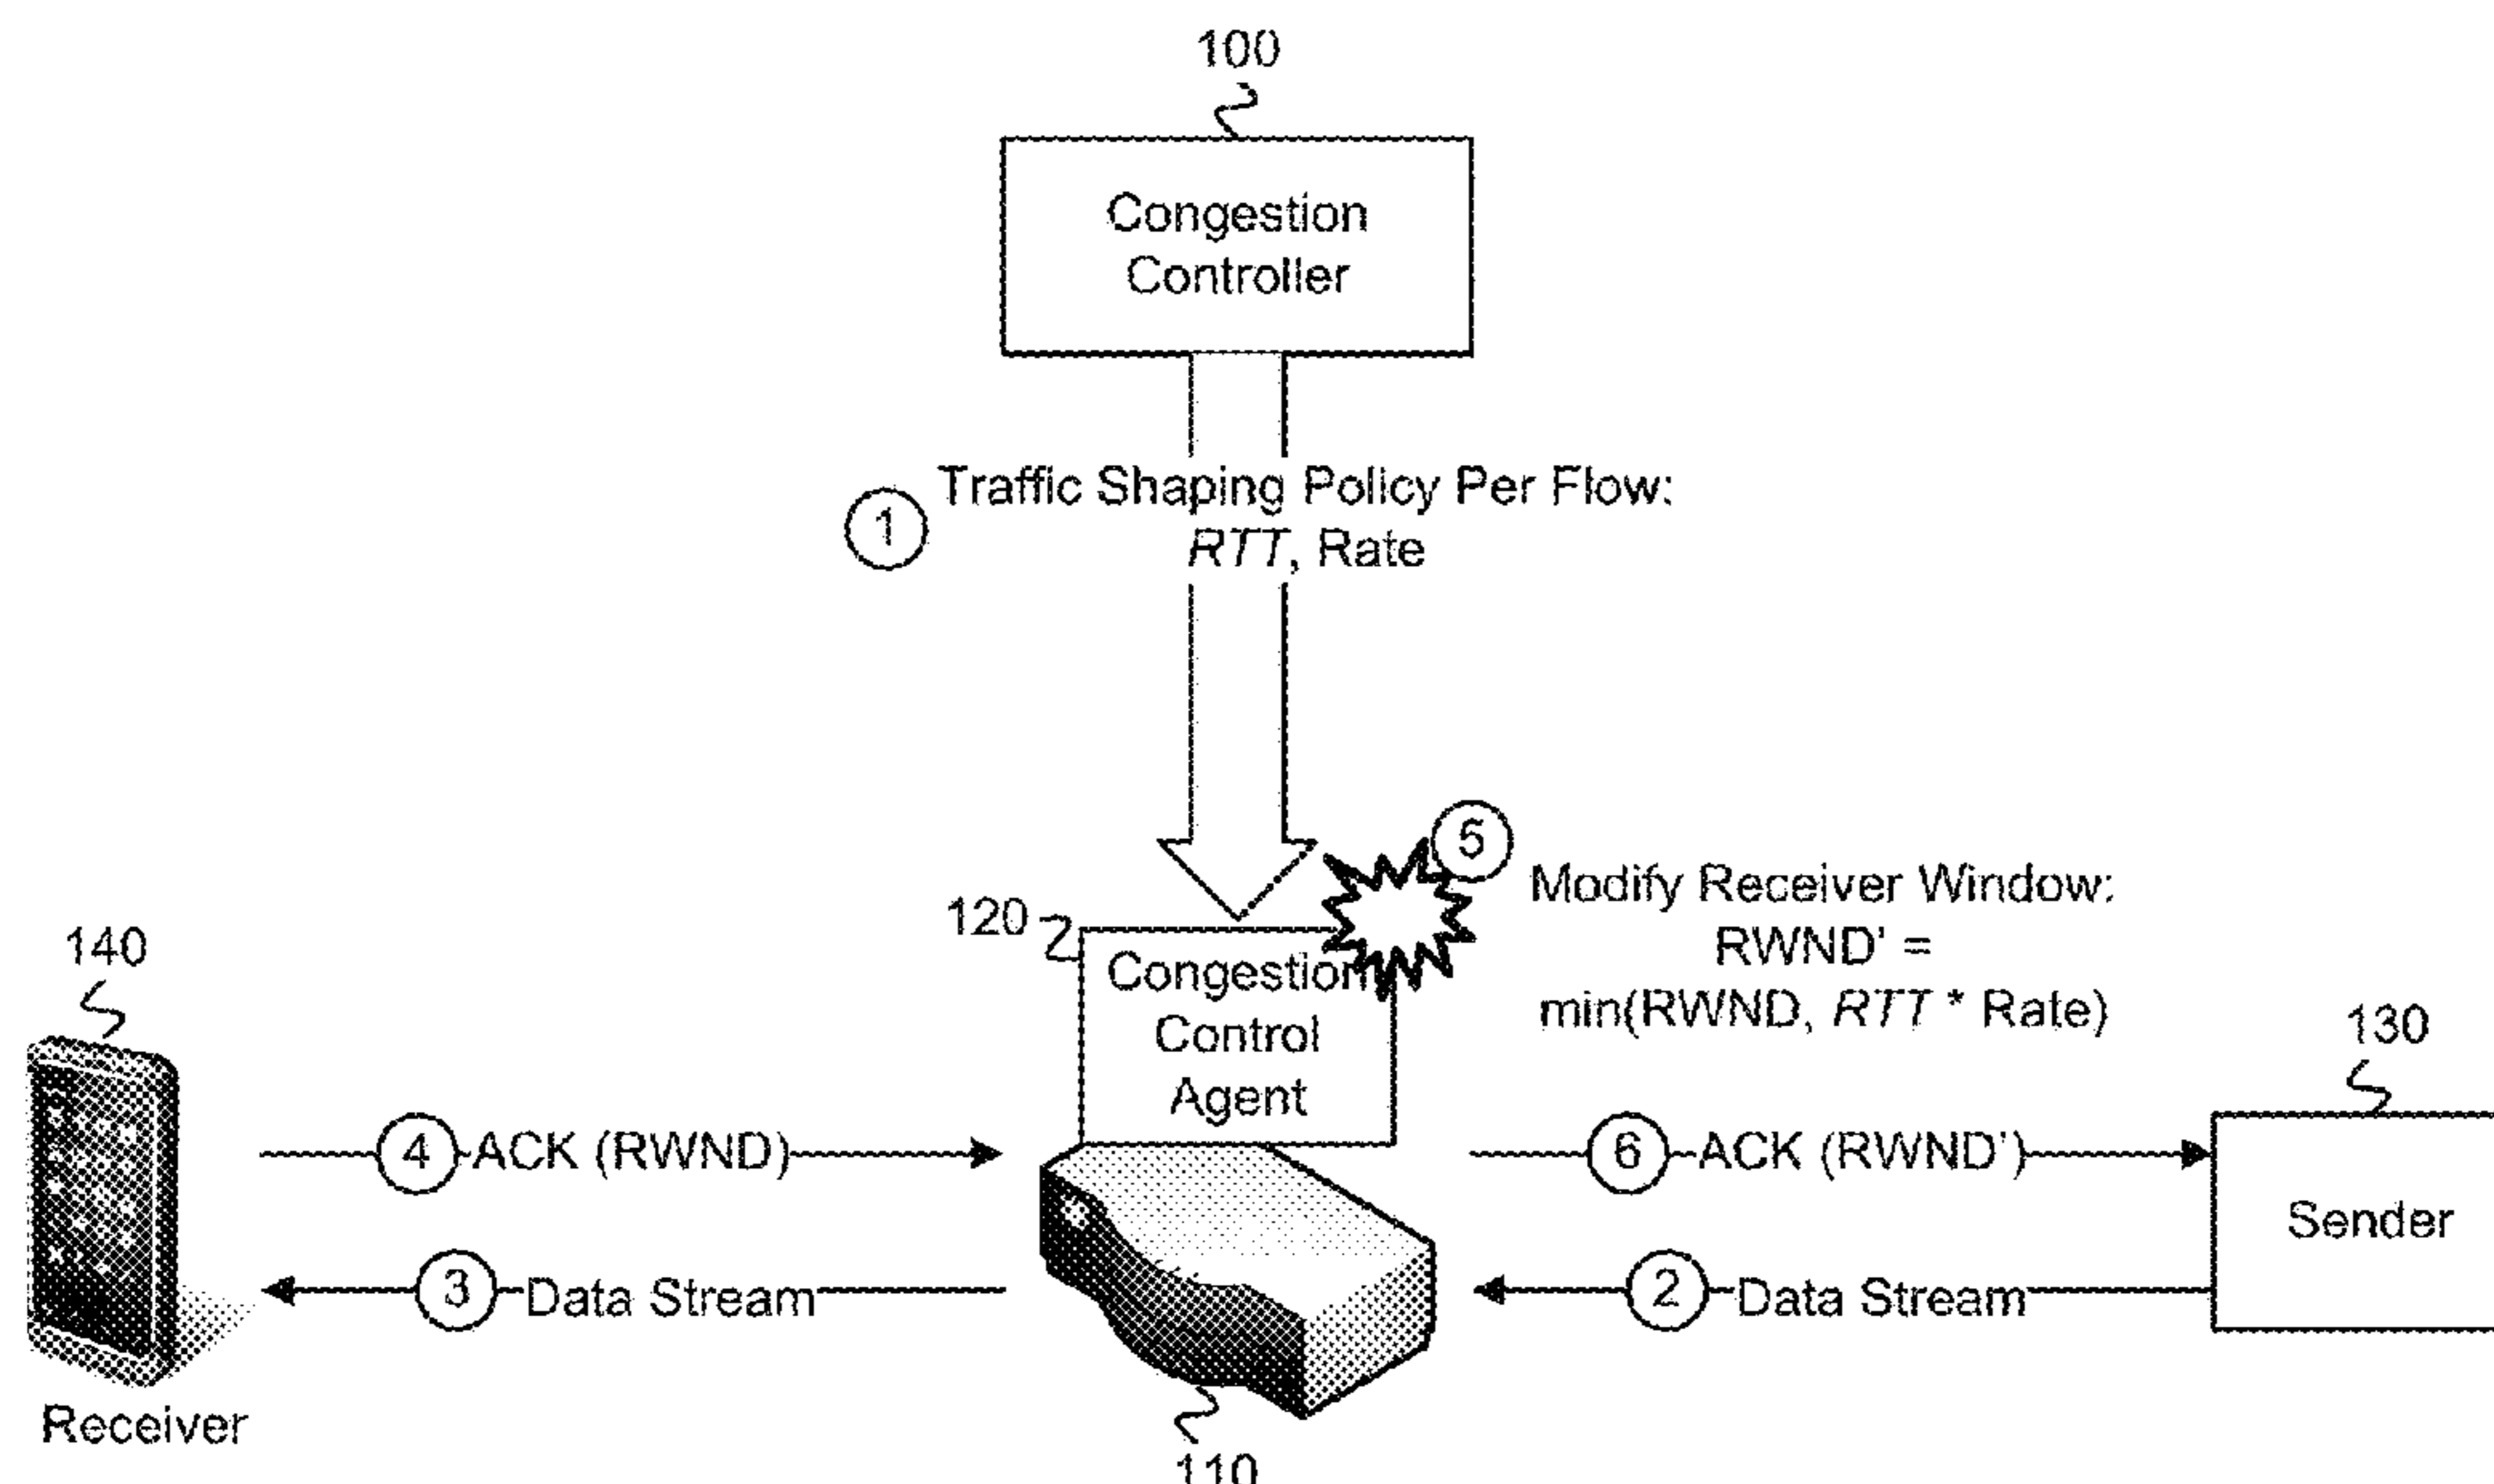 100
Congestion
Controller
1
Traffic Shaping Policy Per Flow:
RTT, Rate
5
Modify Receiver Window:
RWND' =
min(RWND, RTT * Rate)
120
Congestion
Control
Agent
140
130
4 ACK (RWND)
6 ACK (RWND')
Sender
3 Data Stream
2 Data Stream
Receiver
110